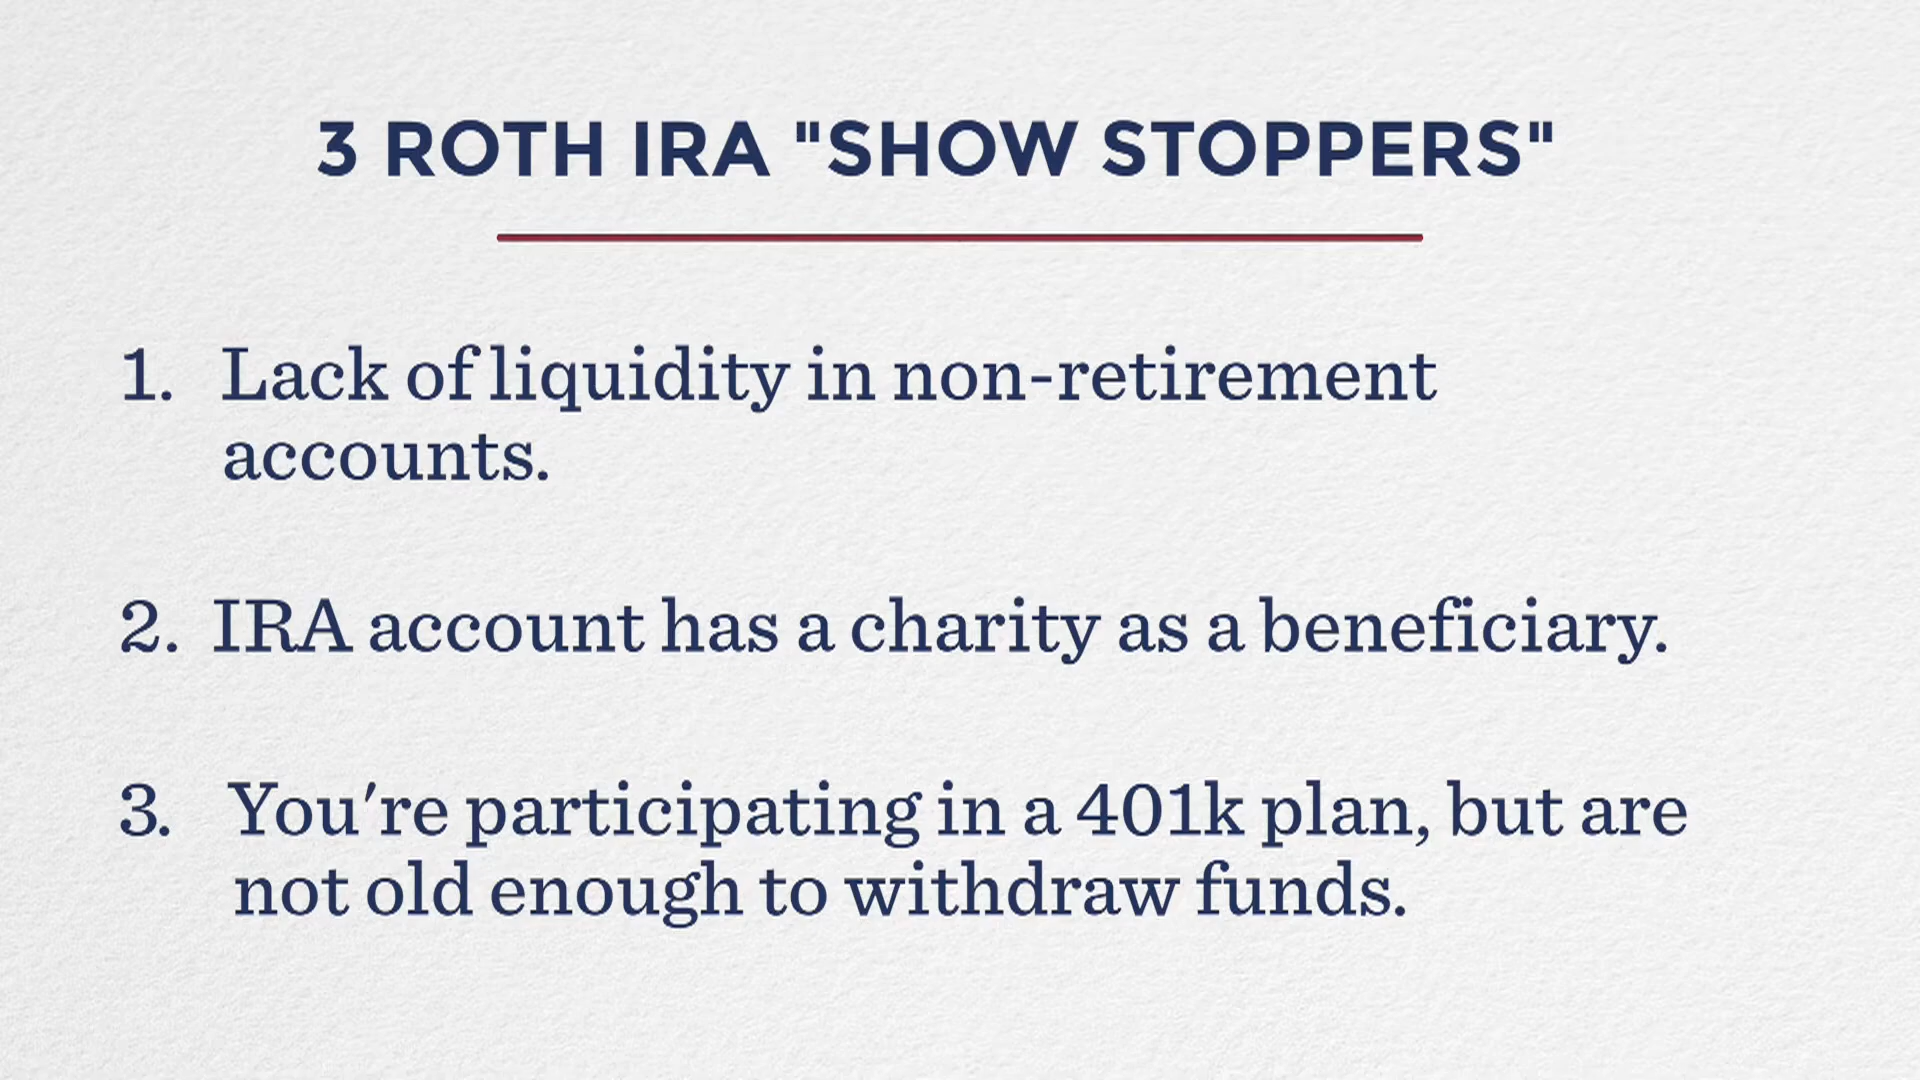 3 ROTH IRA "SHOW STOPPERS"
1. Lack of liquidity in non-retirement
accounts.
2. IRA account has a charity as a beneficiary.
3. You're participating in a 401k plan, but are
not old enough to withdraw funds.